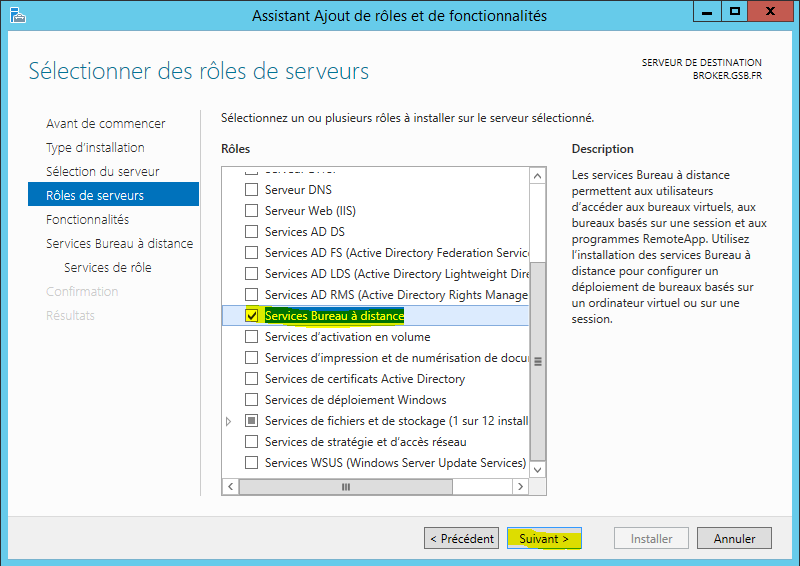 Assistant Ajout de rôles et de fonctionnalités
Sélectionner des rôles de serveurs
SERVEUR DE DESTINATION
BROKER.GSB.FR
Avant de commencer
Type d'installation
Sélection du serveur
Rôles de serveurs
Fonctionnalités
Services Bureau à distance
Services de rôle
Confirmation
Résultats
Sélectionnez un ou plusieurs rôles à installer sur le serveur sélectionné.
Rôles
Serveur DNS
Serveur Web (IIS)
Services AD DS
Services AD FS (Active Directory Federation Servic
Services AD LDS (Active Directory Lightweight Dire
Services AD RMS (Active Directory Rights Manage
Services Bureau à distance
Services d'activation en volume
Services d'impression et de numérisation de docu
Services de certificats Active Directory
Services de déploiement Windows
Services de fichiers et de stockage (1 sur 12 install
Services de stratégie et d'accès réseau
Services WSUS (Windows Server Update Services)
Description
Les services Bureau à distance
permettent aux utilisateurs
d'accéder aux bureaux virtuels, aux
bureaux basés sur une session et aux
programmes RemoteApp. Utilisez
l'installation des services Bureau à
distance pour configurer un
déploiement de bureaux basés sur
un ordinateur virtuel ou sur une
session.
< Précédent
Suivant >
Installer
Annuler